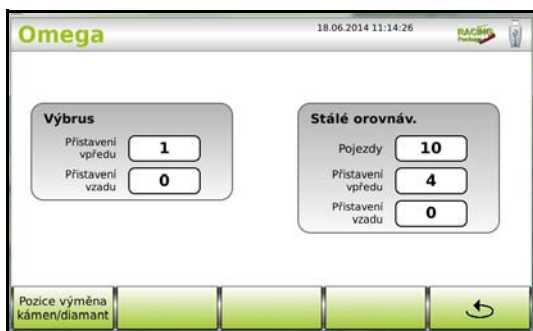 Omega
18.06.2014 11:14:26
RACING
Package
Výbrus
Přistavení
vpředu
1
Přistavení
vzadu
0
Stálé orovnáv.
Pojezdy
10
Přistavení
vpředu
4
Přistavení
vzadu
0
Pozice výměna
kámen/diamant